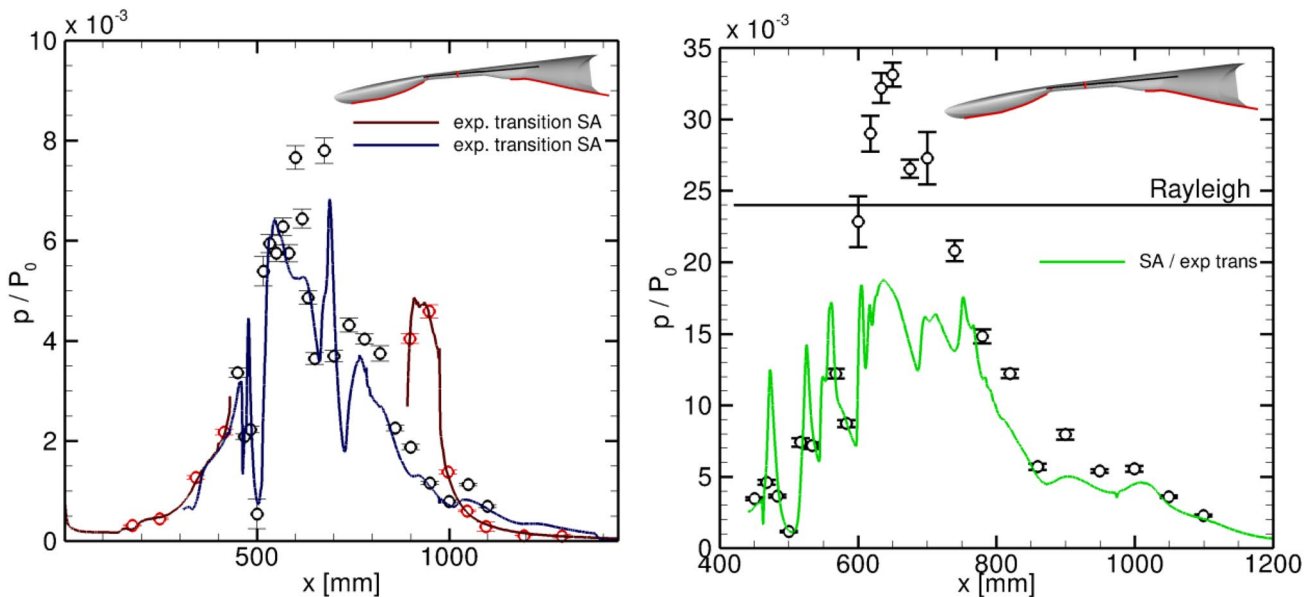 x 10⁻³
10
8
6
4
2
0
p / P₀
500
1000
x [mm]
exp. transition SA
exp. transition SA
x 10⁻³
35
30
25
20
15
10
5
0
p / P₀
400
600
800
1000
1200
x [mm]
Rayleigh
SA / exp trans